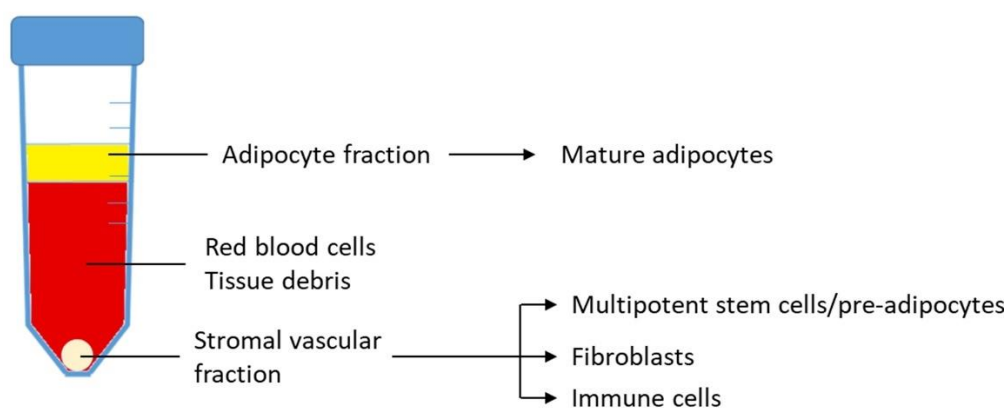 Adipocyte fraction
Mature adipocytes
Red blood cells
Tissue debris
Stromal vascular
fraction
Multipotent stem cells/pre-adipocytes
Fibroblasts
Immune cells